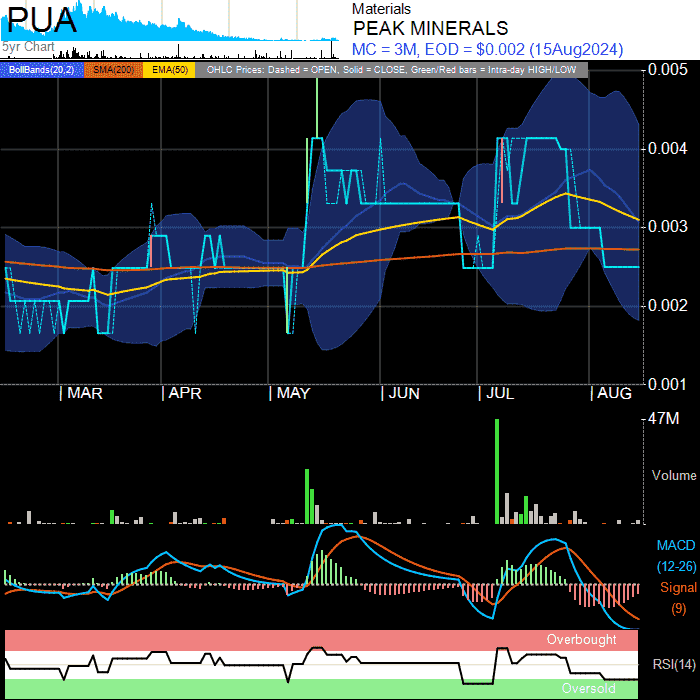 PUA
5yr Chart
Materials
PEAK MINERALS
MC = 3M, EOD = $0.002 (15Aug2024)
BollBands(20,2) SMA(200) EMA(50) OHLC Prices: Dashed = OPEN, Solid = CLOSE, Green/Red bars = Intra-day HIGH/LOW
0.005
0.004
0.003
0.002
0.001
| MAR | APR | MAY | JUN | JUL | AUG
47M
Volume
MACD
(12-26)
Signal
(9)
Overbought
RSI(14)
Oversold